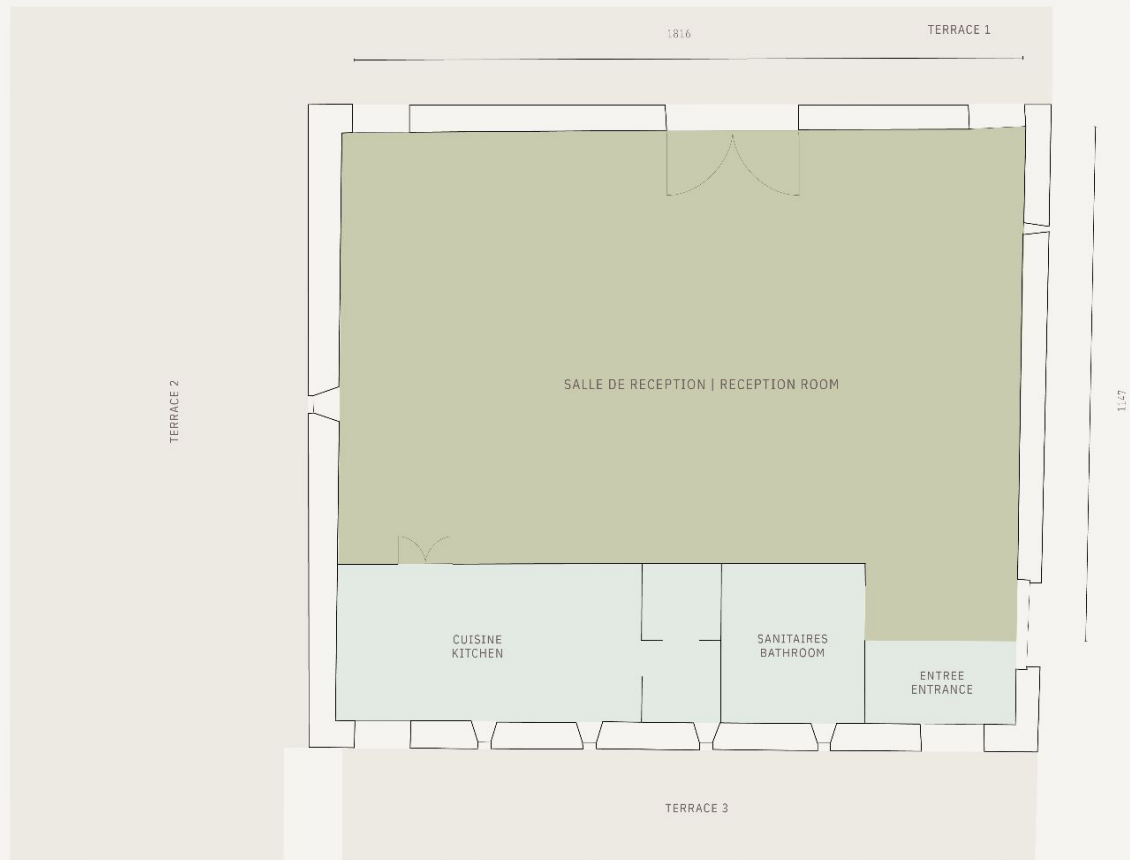 TERRACE 1
1816
TERRACE 2
SALLE DE RECEPTION | RECEPTION ROOM
1147
CUISINE
KITCHEN
SANITAIRES
BATHROOM
ENTREE
ENTRANCE
TERRACE 3